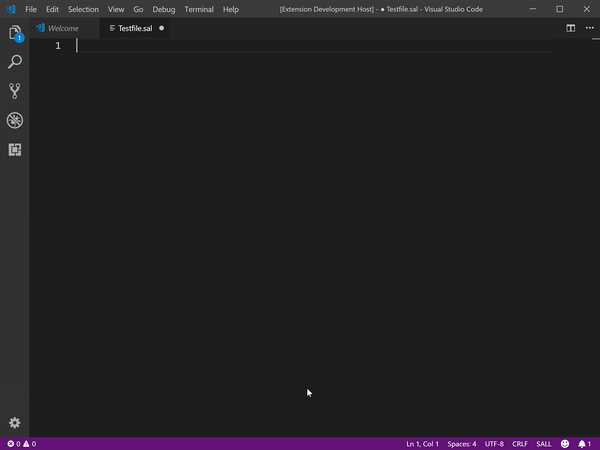 File Edit Selection View Go Debug Terminal Help [Extension Development Host] - ● Testfile.sal - Visual Studio Code
Welcome Testfile.sal
1
1
0 0 Ln 1, Col 1 Spaces: 4 UTF-8 CRLF SALL 1